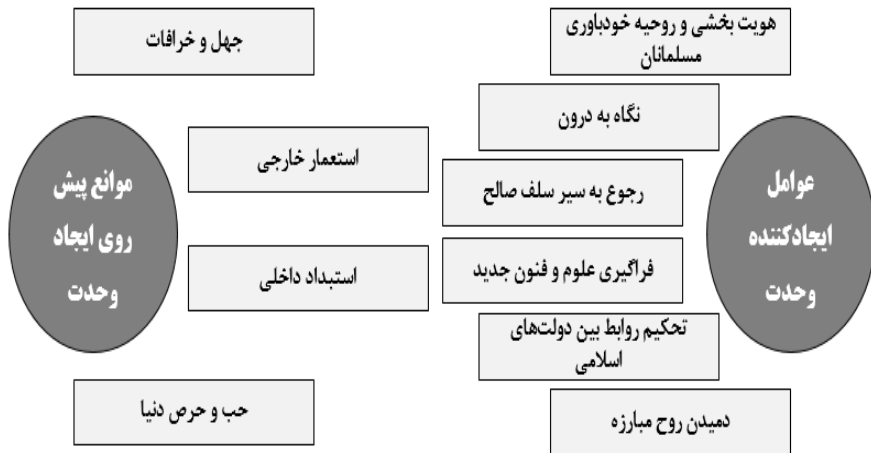 هویت بخشی و روحیه خودباوری
مسلمانان
نگاه به درون
رجوع به سیر سلف صالح
فراگیری علوم و فنون جدید
تحکیم روابط بین دولت‌های
اسلامی
دمیدن روح مبارزه
عوامل
ایجادکننده
وحدت
جهل و خرافات
استعمار خارجی
استبداد داخلی
حب و حرص دنیا
موانع پیش
روی ایجاد
وحدت